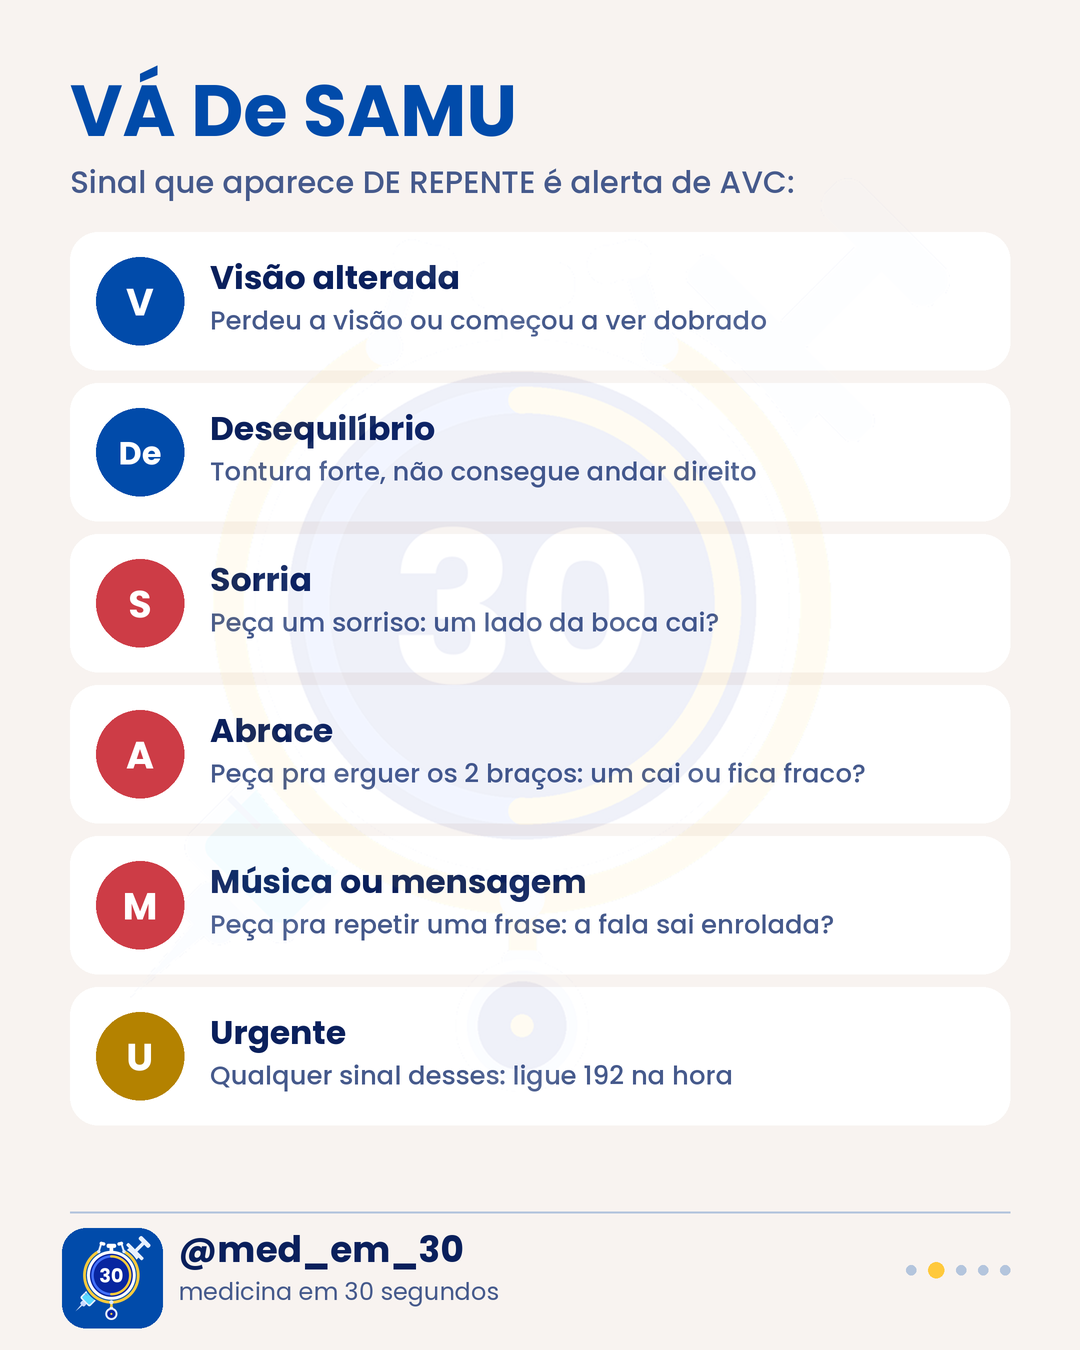 VÁ De SAMU
Sinal que aparece DE REPENTE é alerta de AVC:
V
Visão alterada
Perdeu a visão ou começou a ver dobrado
De
Desequilíbrio
Tontura forte, não consegue andar direito
30
S
Sorria
Peça um sorriso: um lado da boca cai?
A
Abrace
Peça pra erguer os 2 braços: um cai ou fica fraco?
M
Música ou mensagem
Peça pra repetir uma frase: a fala sai enrolada?
U
Urgente
Qualquer sinal desses: ligue 192 na hora
30
@med_em_30
medicina em 30 segundos